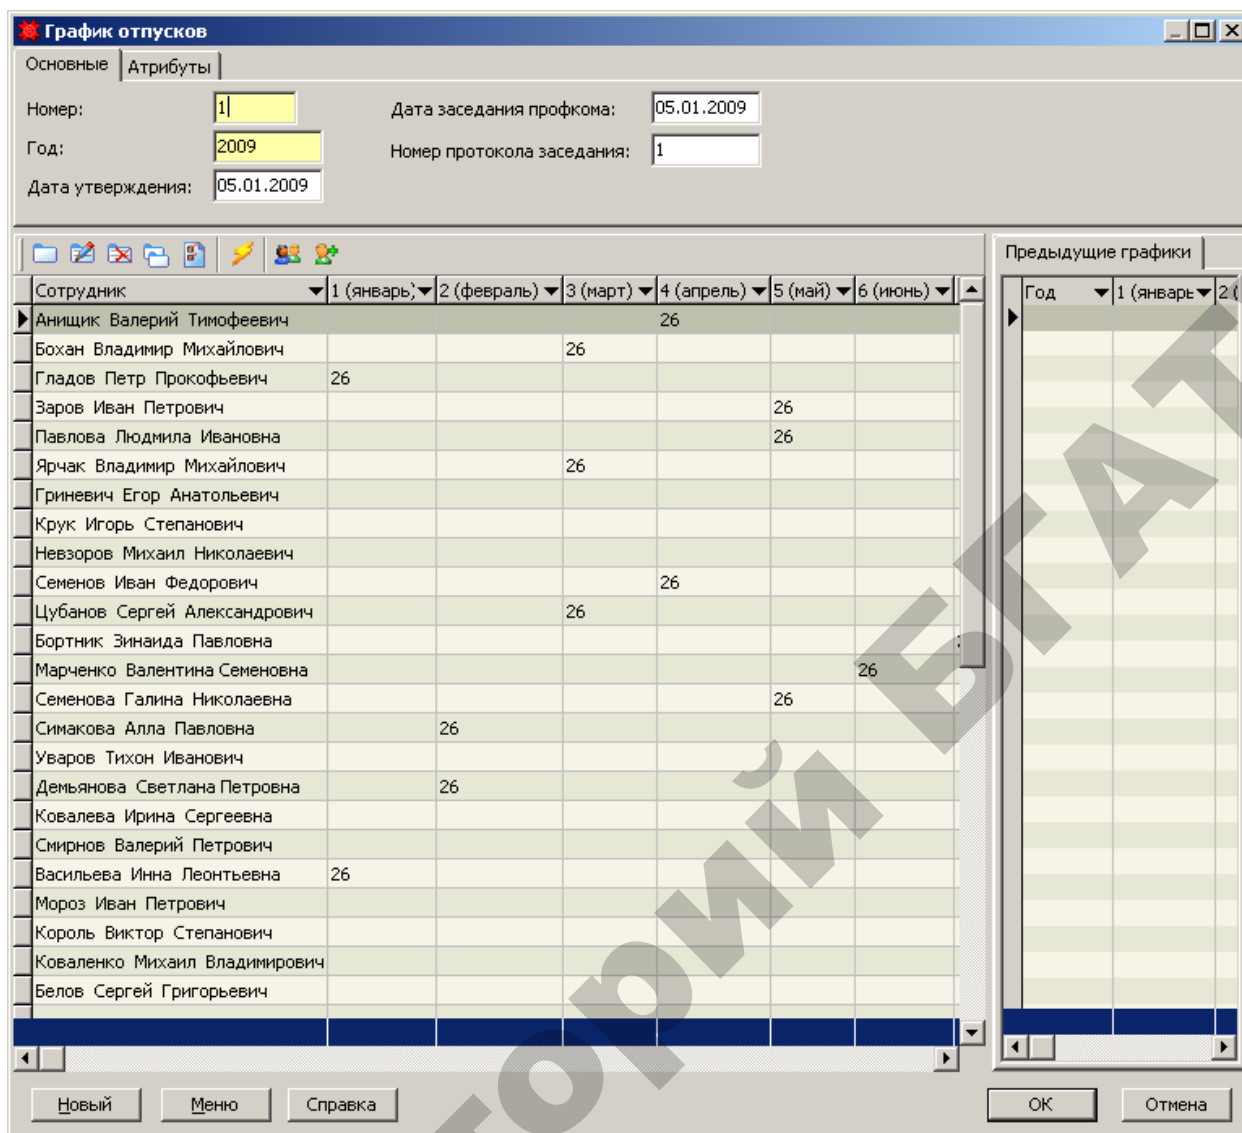 График отпусков
Основные Атрибуты
Номер: 1 Дата заседания профкома: 05.01.2009
Год: 2009 Номер протокола заседания: 1
Дата утверждения: 05.01.2009
Предыдущие графики
Сотрудник 1 (январь) 2 (февраль) 3 (март) 4 (апрель) 5 (май) 6 (июнь) Год 1 (январь 2 (
Анищик Валерий Тимофеевич 26
Бохан Владимир Михайлович 26
Гладов Петр Прокофьевич 26
Заров Иван Петрович 26
Павлова Людмила Ивановна 26
Ярчак Владимир Михайлович 26
Гриневич Егор Анатольевич
Крук Игорь Степанович
Невзоров Михаил Николаевич
Семенов Иван Федорович 26
Цубанов Сергей Александрович 26
Бортник Зинаида Павловна
Марченко Валентина Семеновна 26
Семенова Галина Николаевна 26
Симакова Алла Павловна 26
Уваров Тихон Иванович
Демьянова Светлана Петровна 26
Ковалева Ирина Сергеевна
Смирнов Валерий Петрович
Васильева Инна Леонтьевна 26
Мороз Иван Петрович
Король Виктор Степанович
Коваленко Михаил Владимирович
Белов Сергей Григорьевич
Новый Меню Справка ОК Отмена
торий БГАТ